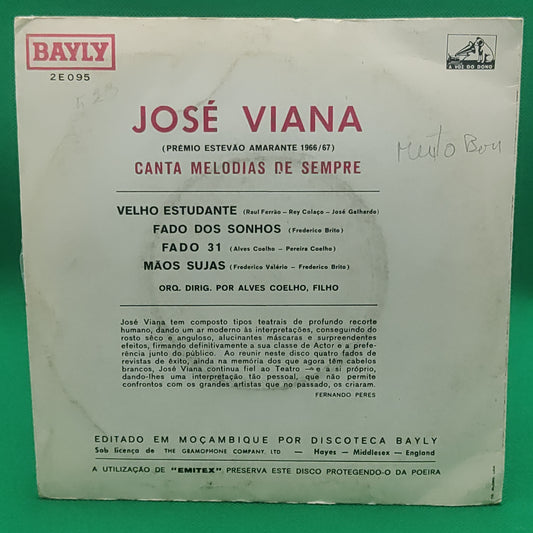 BAYLY
2E095
A VOZ DO DONO
JOSÉ VIANA
(PRÉMIO ESTEVÃO AMARANTE 1966/67)
Muito Bom
CANTA MELODIAS DE SEMPRE
VELHO ESTUDANTE (Raul Ferrão – Rey Colaço – José Galhardo)
FADO DOS SONHOS (Frederico Brito)
FADO 31 (Alves Coelho – Pereira Coelho)
MÃOS SUJAS (Frederico Valério – Frederico Brito)
ORQ. DIRIG. POR ALVES COELHO, FILHO
José Viana tem composto tipos teatrais de profundo recorte
humano, dando um ar moderno às interpretações, conseguindo do
rosto sêco e anguloso, alucinantes máscaras e surpreendentes
efeitos, firmando definitivamente a sua classe de Actor e a prefe-
rência junto do público. Ao reunir neste disco quatro fados de
revistas de êxito, ainda na memória dos que agora têm cabelos
brancos, José Viana continua fiel ao Teatro — e a si próprio,
dando-lhes uma interpretação tão pessoal, que não permite
confrontos com os grandes artistas que no passado, os criaram.
FERNANDO PERES
EDITADO EM MOÇAMBIQUE POR DISCOTECA BAYLY
Sob licença de THE GRAMOPHONE COMPANY. LTD — Hayes — Middlesex — England
A UTILIZAÇÃO DE "EMITEX" PRESERVA ESTE DISCO PROTEGENDO-O DA POEIRA